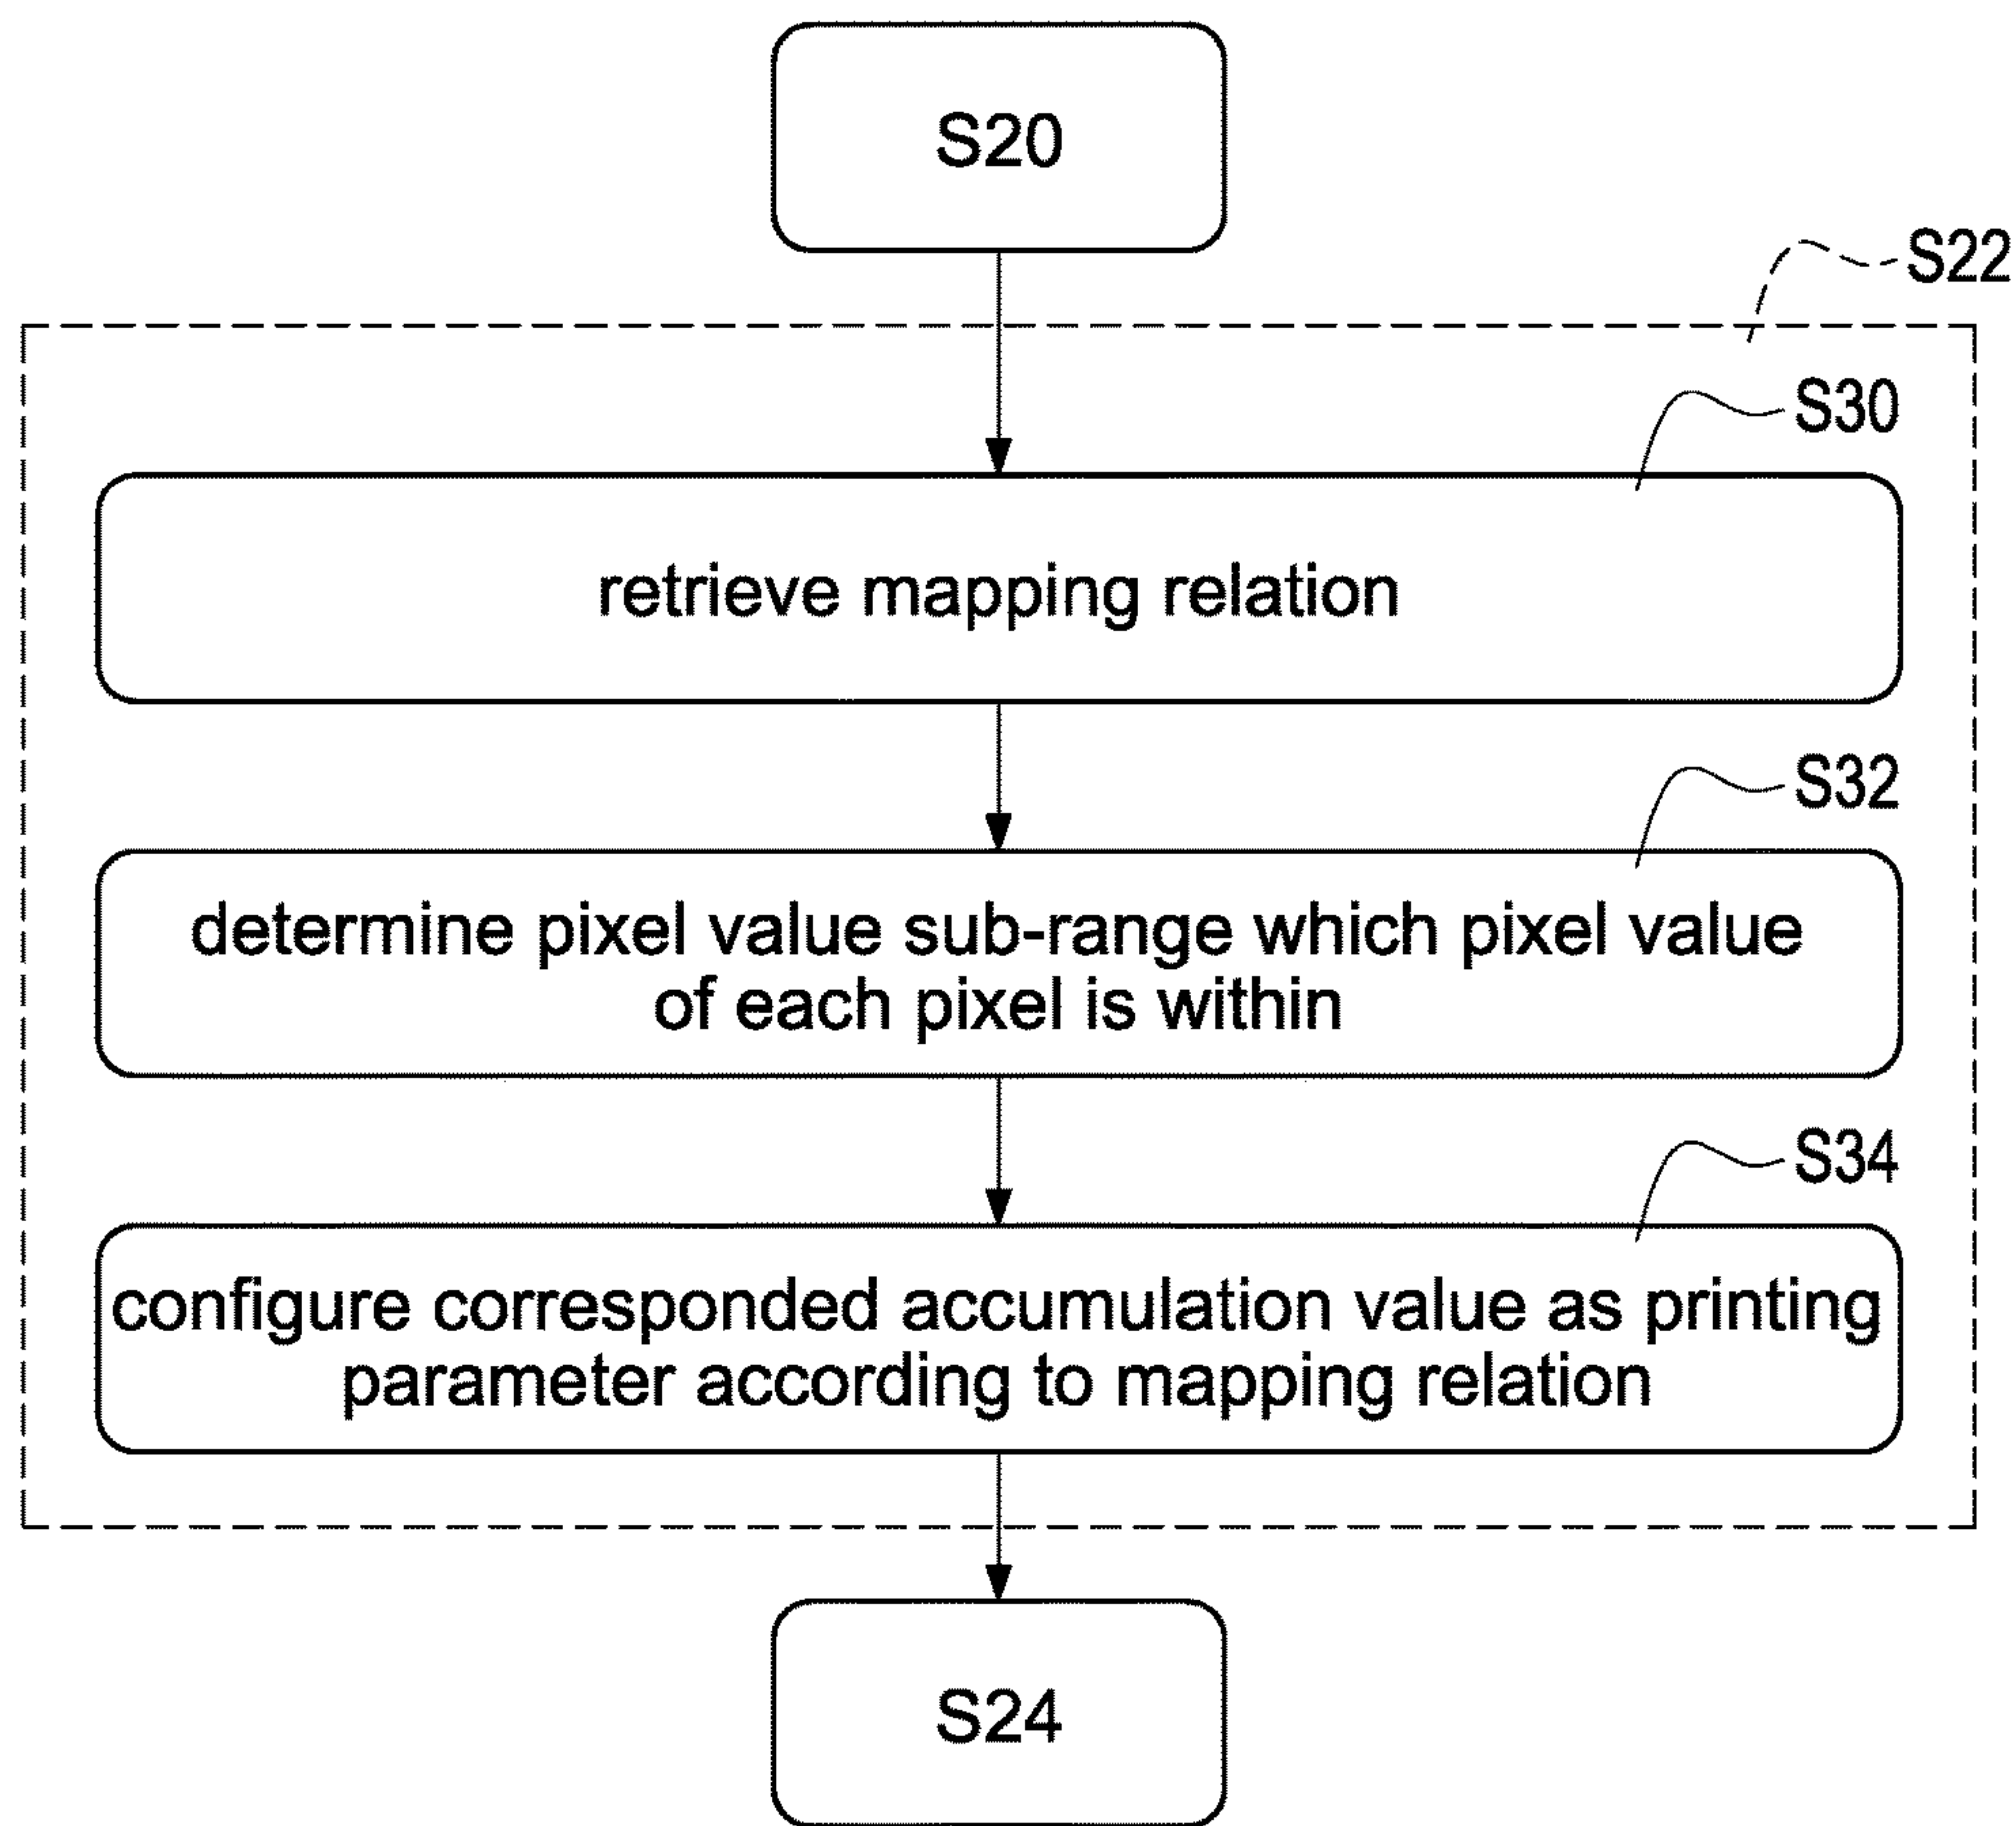 S20
S22
S30
retrieve mapping relation
S32
determine pixel value sub-range which pixel value
of each pixel is within
S34
configure corresponded accumulation value as printing
parameter according to mapping relation
S24